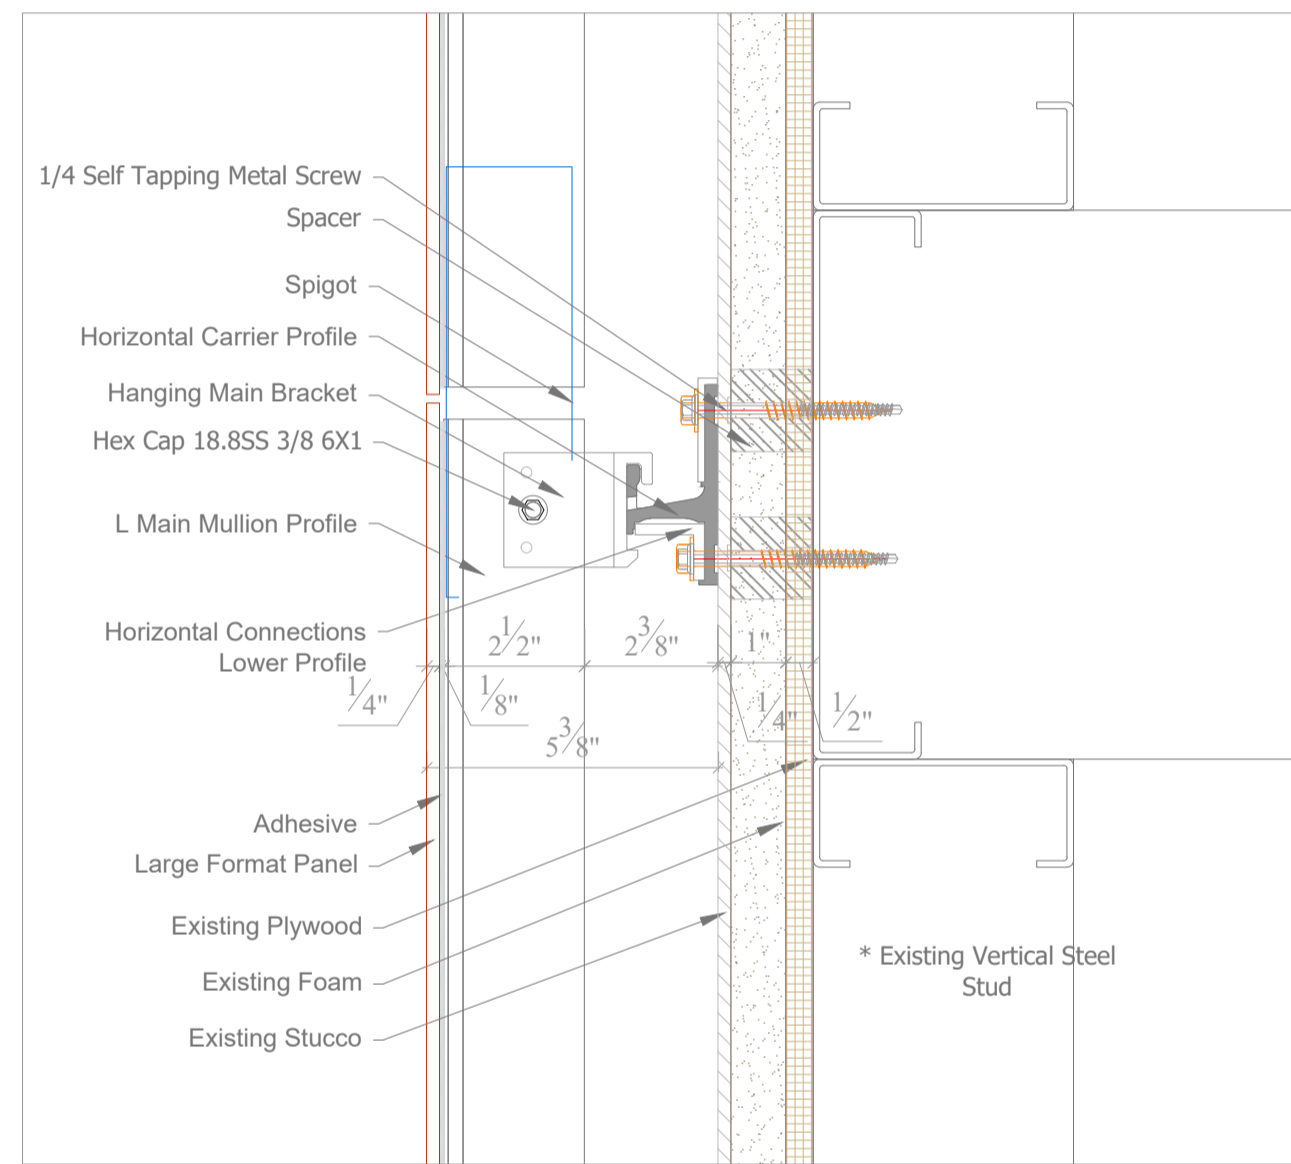 1/4 Self Tapping Metal Screw
Spacer
Spigot
Horizontal Carrier Profile
Hanging Main Bracket
Hex Cap 18.8SS 3/8 6X1
L Main Mullion Profile
Horizontal Connections
Lower Profile
2 1/2"
2 3/8"
1"
1/4"
1/8"
1/4"
1/2"
5 3/8"
Adhesive
Large Format Panel
Existing Plywood
Existing Foam
Existing Stucco
* Existing Vertical Steel
Stud